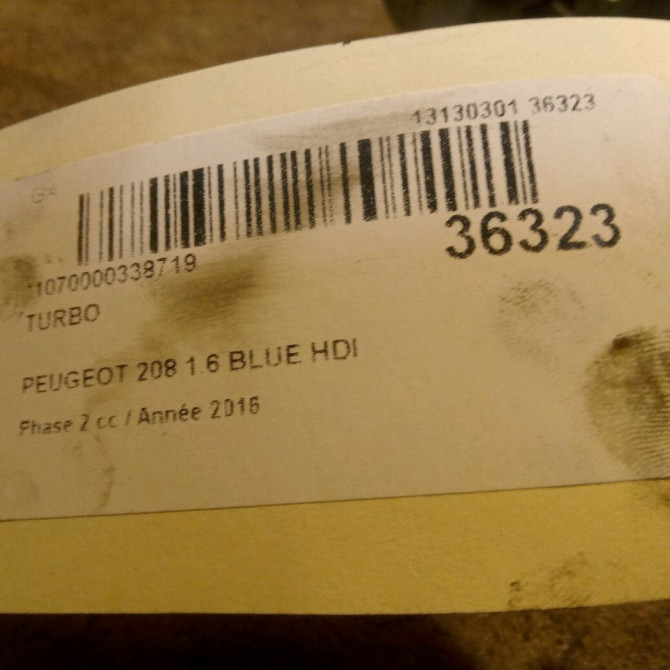 13130301 36323
36323
*1070000338719
TURBO
PEUGEOT 208 1.6 BLUE HDI
Phase 2 cc / Année 2016